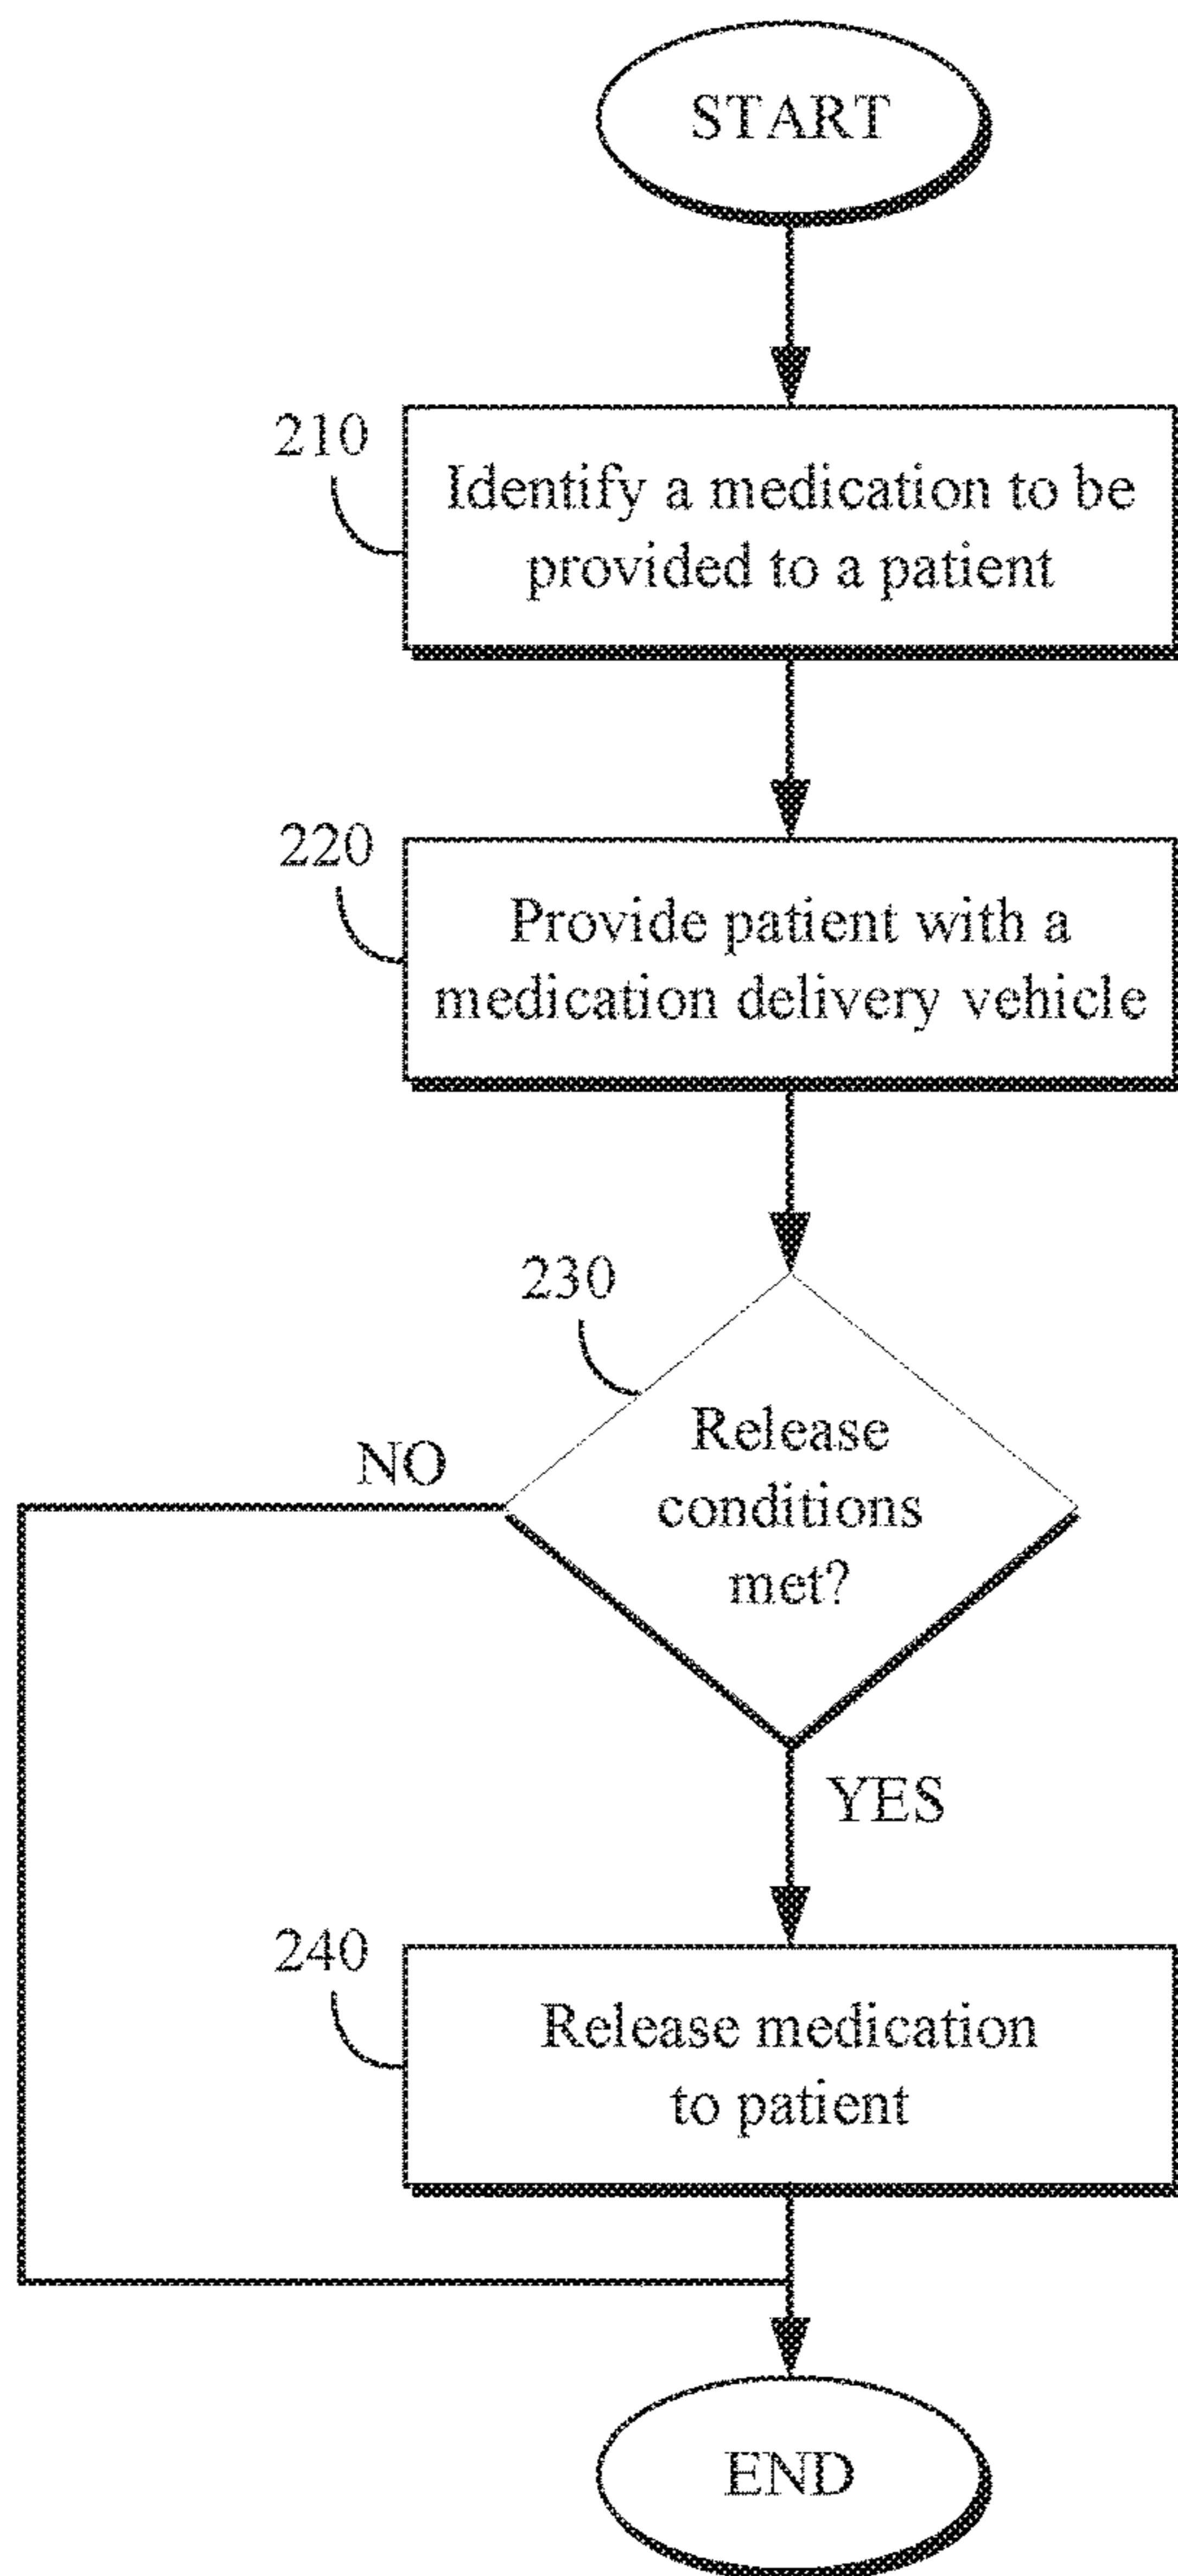 START
210
Identify a medication to be
provided to a patient
220
Provide patient with a
medication delivery vehicle
230
Release
conditions
met?
NO
YES
240
Release medication
to patient
END